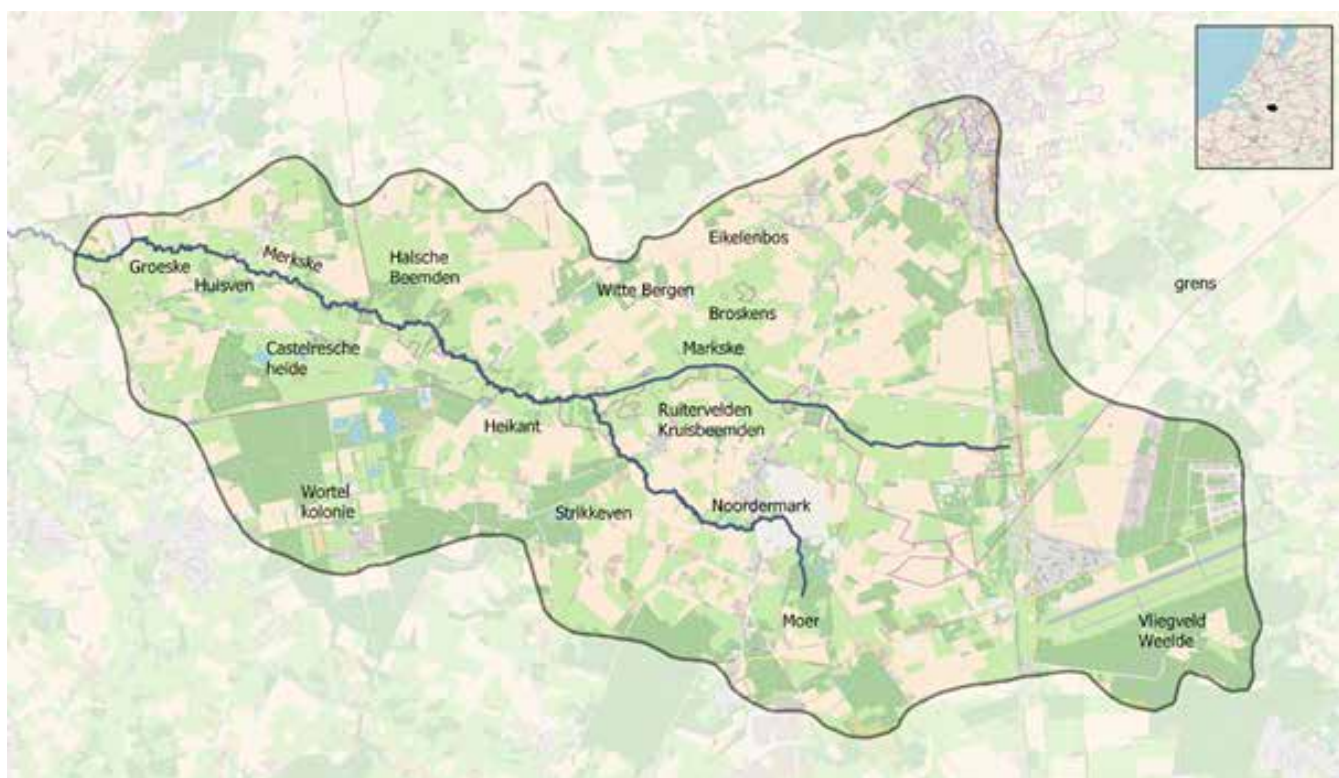 Eikelenbos
Merkske
Halsche
Beemden
Groeske
Huisven
Witte Bergen
grens
Broskens
Castelresche
heide
Markske
Ruitervelden
Kruisbeemden
Heikant
Wortel
kolonie
Strikkeven
Noordermark
Moer
Vliegveld
Weelde